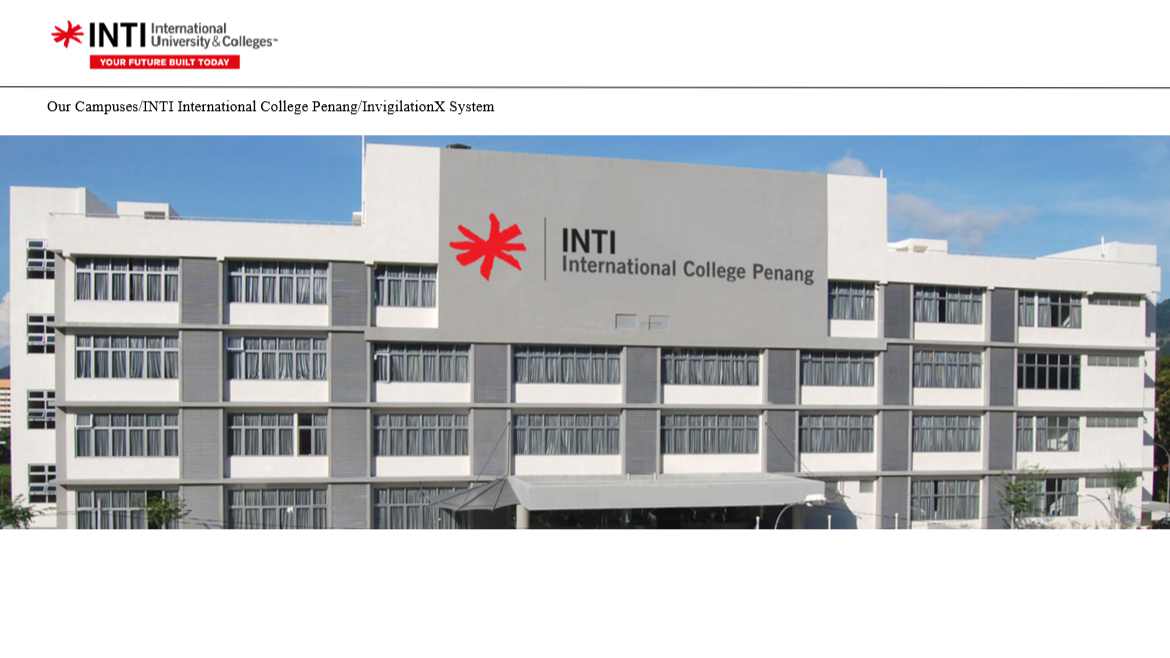 INTI International
University & Colleges℠
YOUR FUTURE BUILT TODAY
Our Campuses/INTI International College Penang/InvigilationX System
INTI
International College Penang